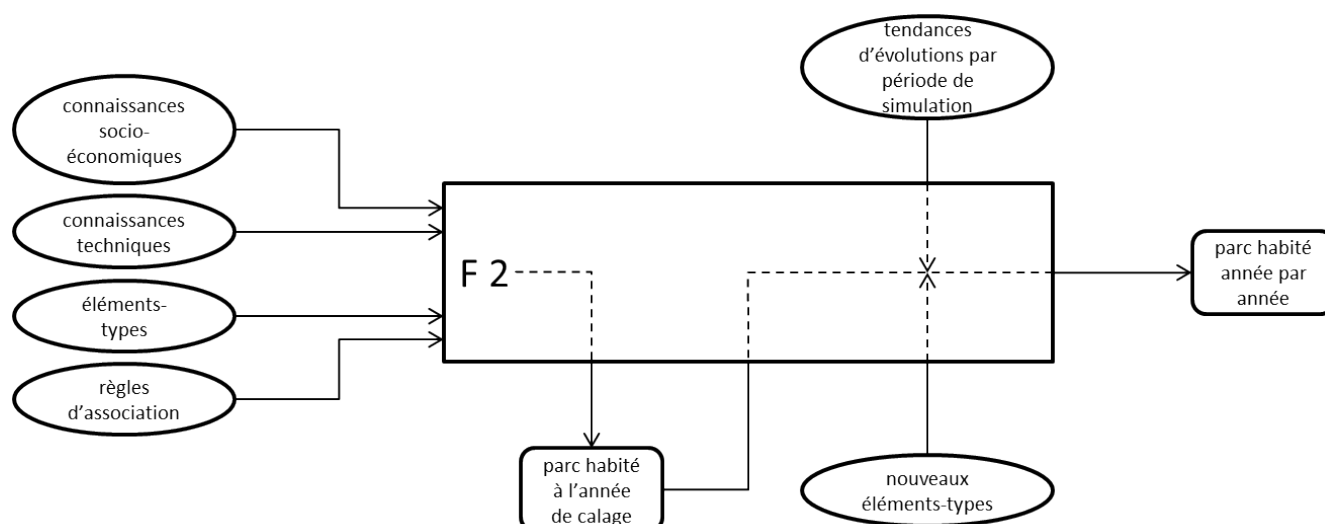 tendances
d’évolutions par
période de
simulation
connaissances
socio-
économiques
connaissances
techniques
éléments-
types
règles
d’association
F 2
parc habité
année par
année
parc habité
à l’année
de calage
nouveaux
éléments-types